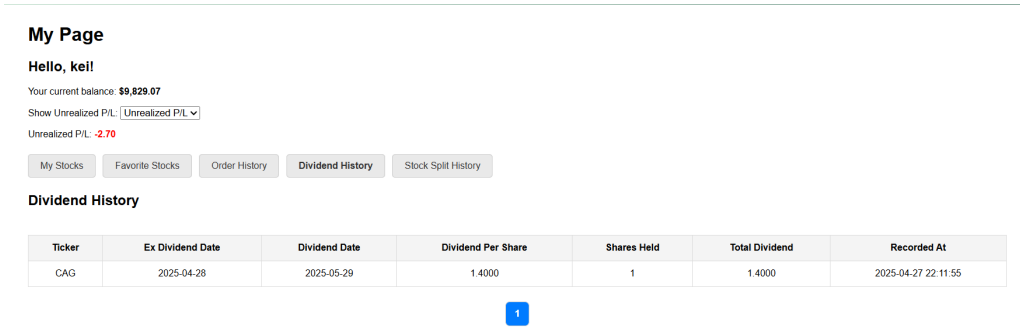 My Page
Hello, kei!
Your current balance: $9,829.07
Show Unrealized P/L: Unrealized P/L
Unrealized P/L: -2.70
My Stocks Favorite Stocks Order History Dividend History Stock Split History
Dividend History
Ticker Ex Dividend Date Dividend Date Dividend Per Share Shares Held Total Dividend Recorded At
CAG 2025-04-28 2025-05-29 1.4000 1 1.4000 2025-04-27 22:11:55
1